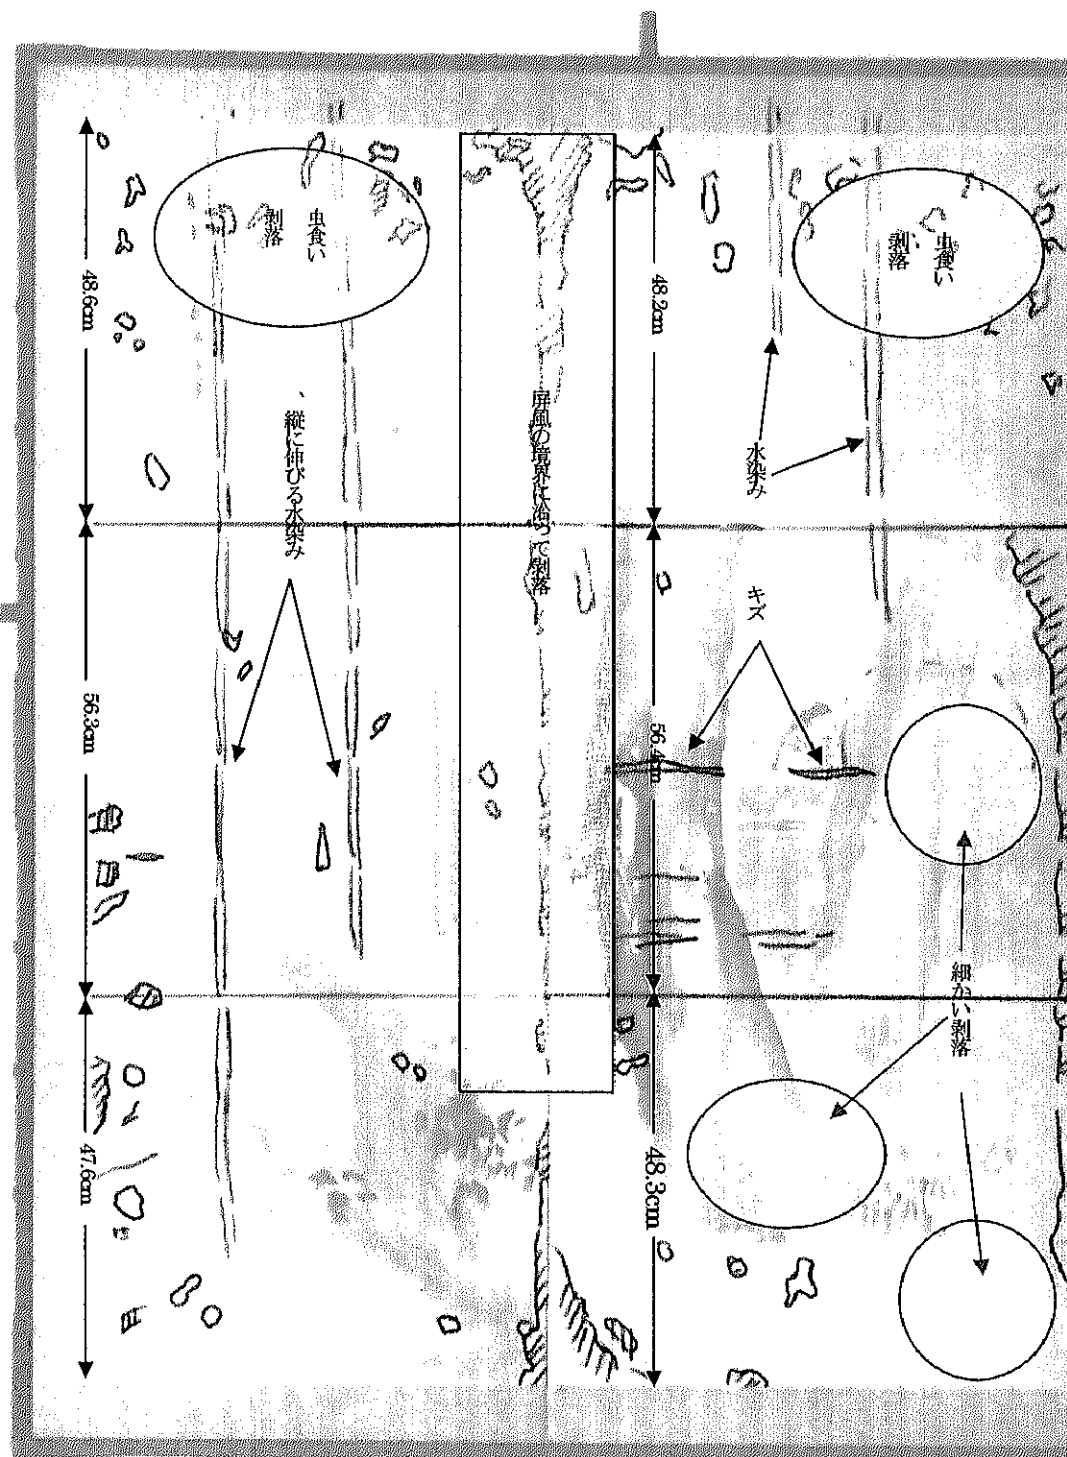 虫食い
剥落
虫食い
剥落
48.6cm
48.2cm
屏風の境界に沿って剥落
、縦に伸びる水染み
水染み
キズ
56.3cm
56.4cm
細かい剥落
47.6cm
48.3cm